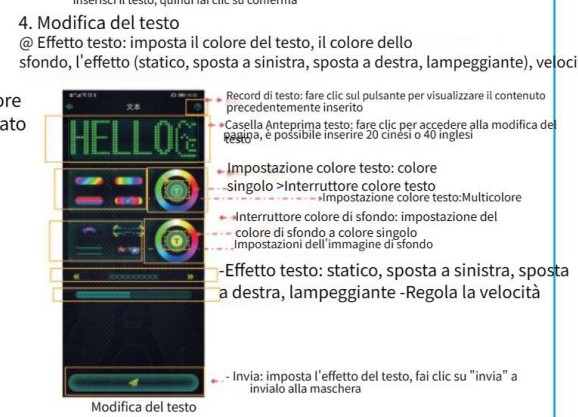 Inserisci il testo, quindi fai clic su conferma
4. Modifica del testo
@ Effetto testo: imposta il colore del testo, il colore dello
sfondo, l'effetto (statico, sposta a sinistra, sposta a destra, lampeggiante), veloci
ore
ato
文本
HELLO
Record di testo: fare clic sul pulsante per visualizzare il contenuto
precedentemente inserito
Casella Anteprima testo: fare clic per accedere alla modifica del
pagina, è possibile inserire 20 cinesi o 40 inglesi
testo
Impostazione colore testo: colore
singolo >Interruttore colore testo
Impostazione colore testo:Multicolore
Interruttore colore di sfondo: impostazione del
colore di sfondo a colore singolo
Impostazioni dell'immagine di sfondo
-Effetto testo: statico, sposta a sinistra, sposta
a destra, lampeggiante -Regola la velocità
- Invia: imposta l'effetto del testo, fai clic su "invia" a
invialo alla maschera
Modifica del testo